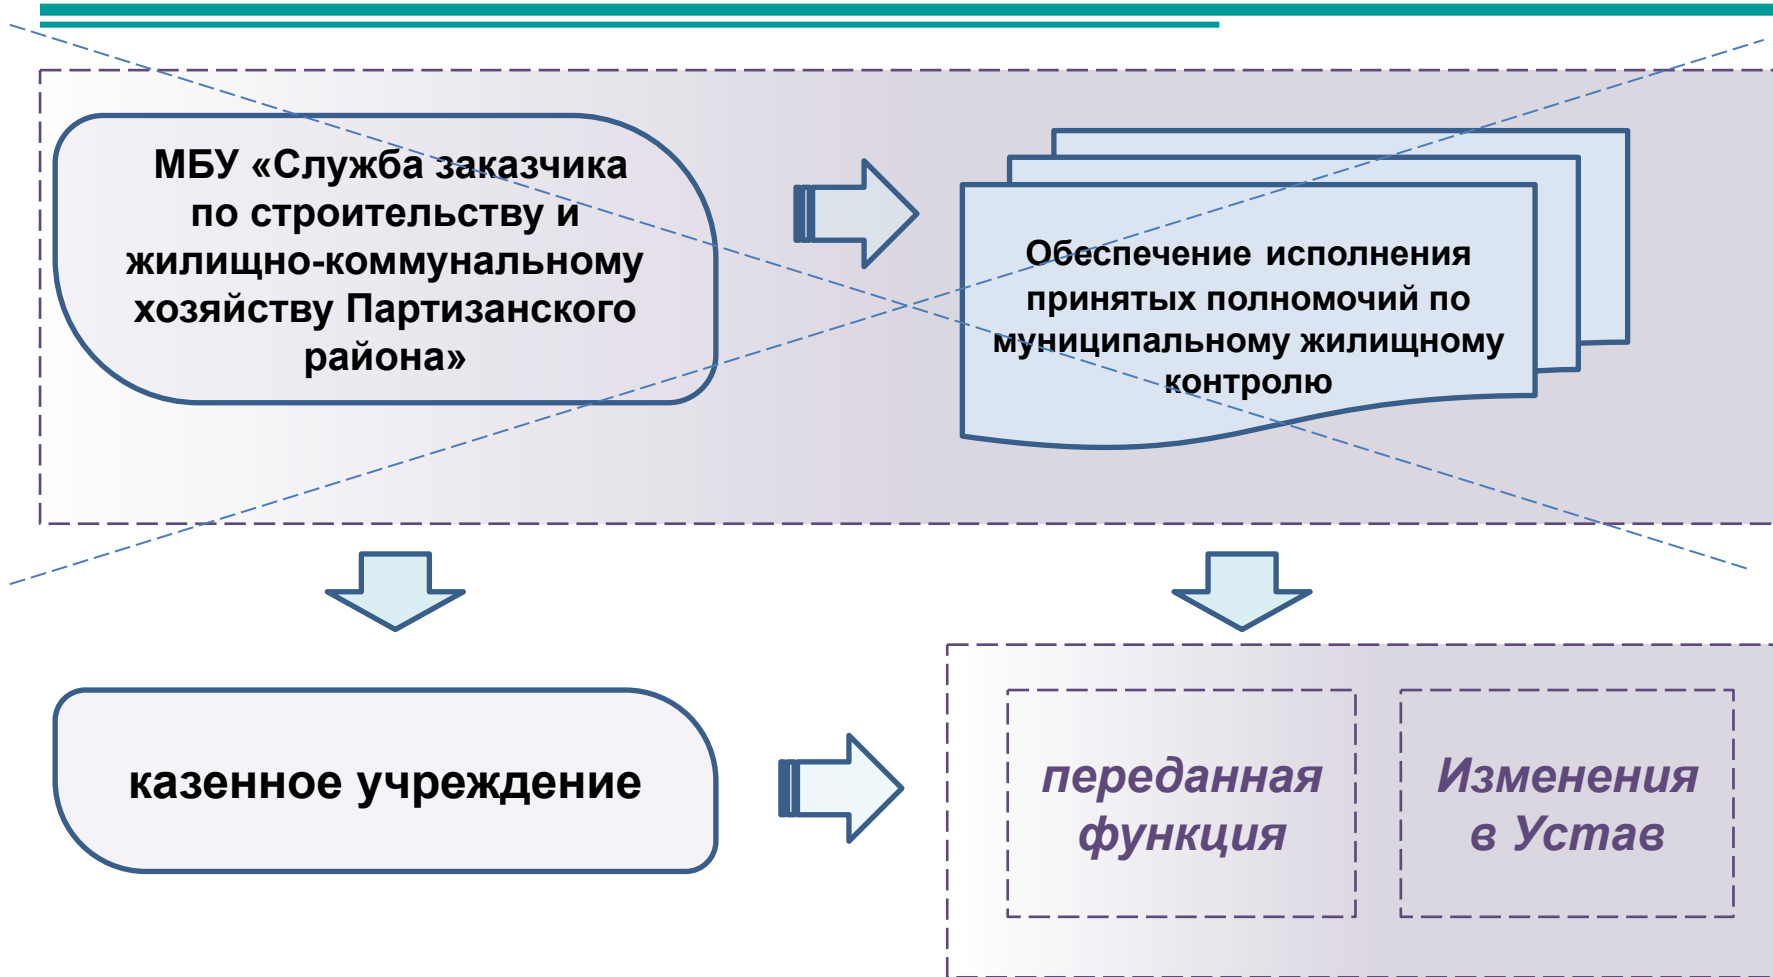 МБУ «Служба заказчика
по строительству и
жилищно-коммунальному
хозяйству Партизанского
района»
Обеспечение исполнения
принятых полномочий по
муниципальному жилищному
контролю
казенное учреждение
переданная
функция
Изменения
в Устав